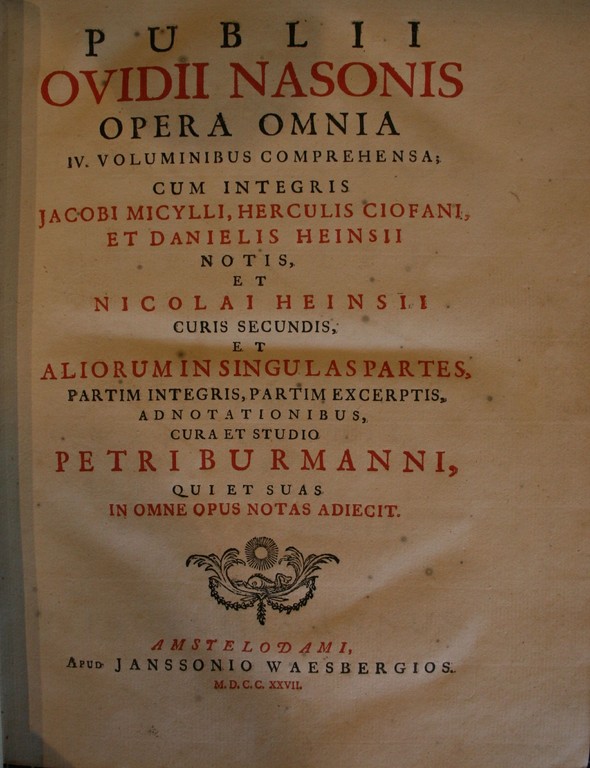 PUBLII
OVIDII NASONIS
OPERA OMNIA
IV. VOLUMINIBUS COMPREHENSA;
CUM INTEGRIS
JACOBI MICYLLI, HERCULIS CIOFANI,
ET DANIELIS HEINSII
NOTIS,
ET
NICOLAI HEINSII
CURIS SECUNDIS,
ET
ALIORUM IN SINGULAS PARTES,
PARTIM INTEGRIS, PARTIM EXCERPTIS,
ADNOTATIONIBUS,
CURA ET STUDIO
PETRI BURMANNI,
QUI ET SUAS
IN OMNE OPUS NOTAS ADIECIT.
AMSTELODAMI,
APUD JANSSONIO WAESBERGIOS.
M. D. C. C. XXVII.